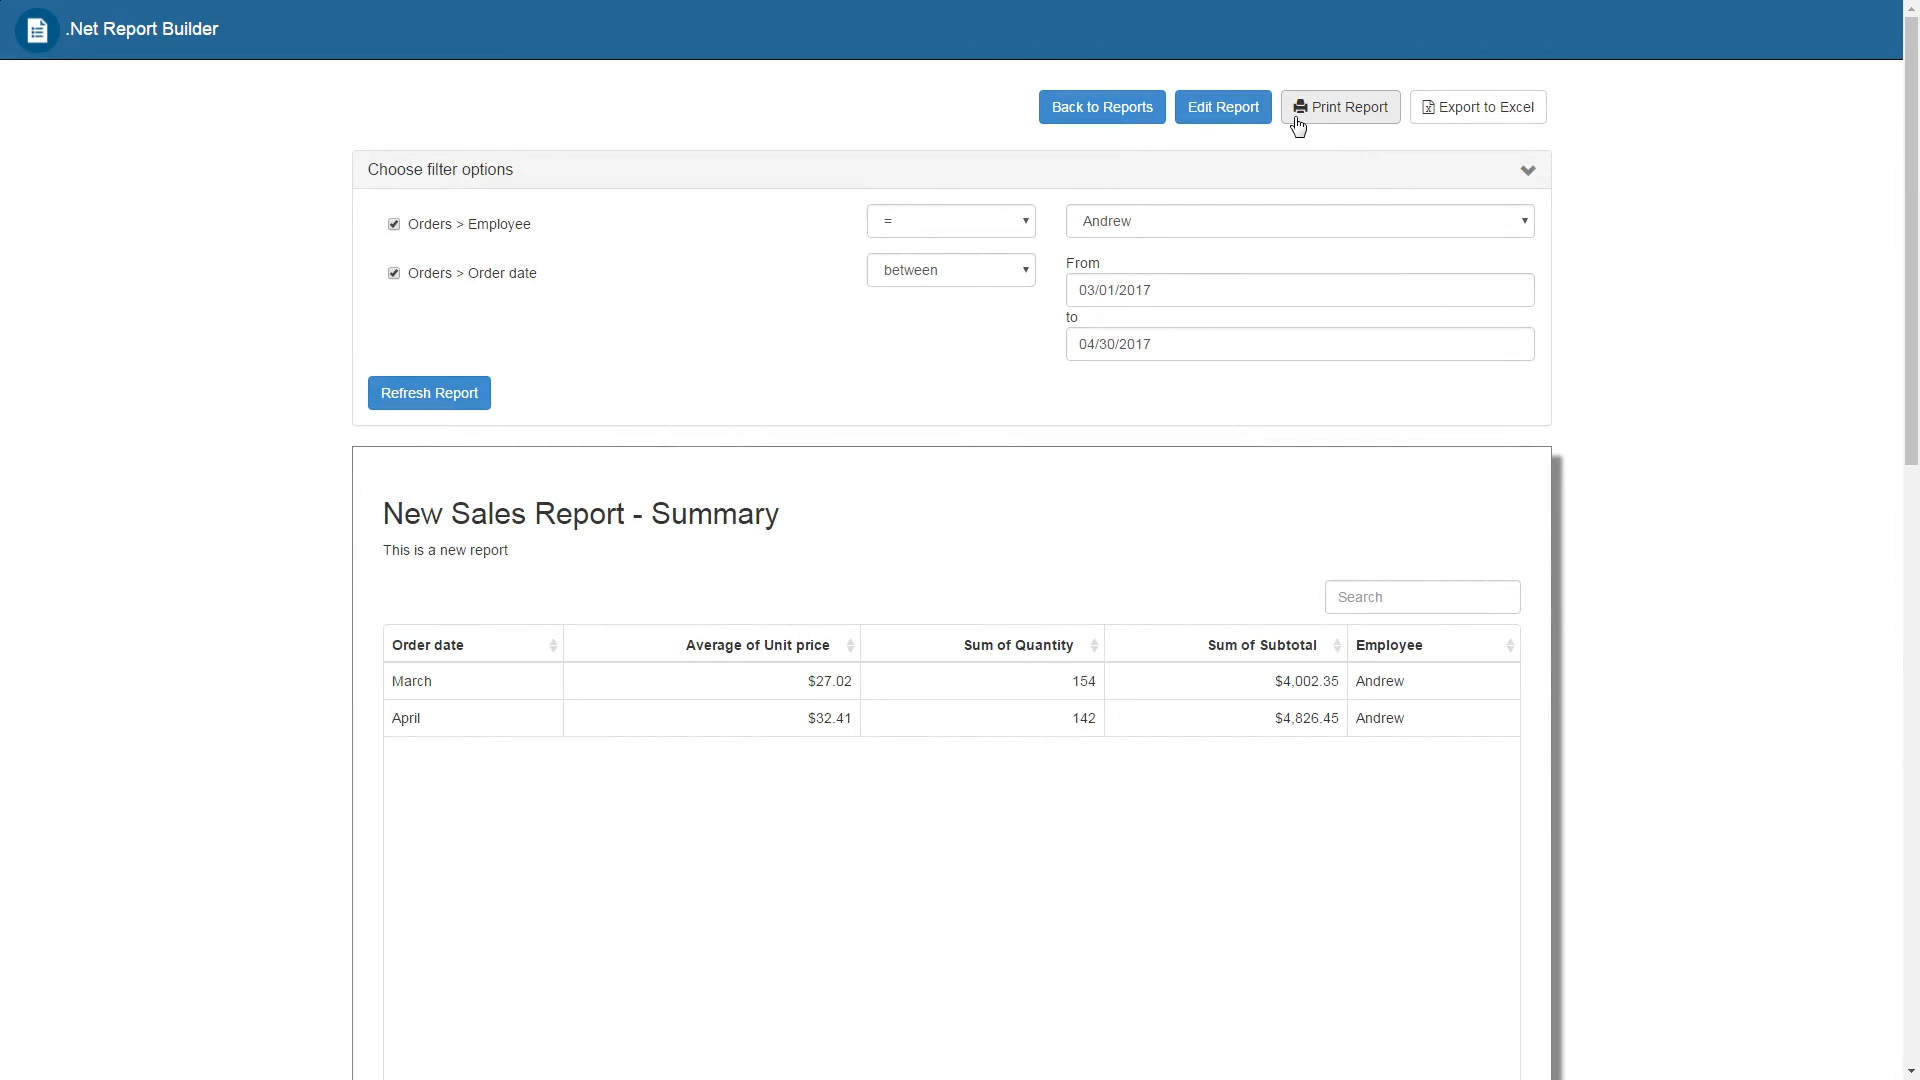 .Net Report Builder
Back to Reports Edit Report Print Report Export to Excel
Choose filter options
Orders > Employee = Andrew
Orders > Order date between From
03/01/2017
to
04/30/2017
Refresh Report
New Sales Report - Summary
This is a new report
Search
Order date Average of Unit price Sum of Quantity Sum of Subtotal Employee
March $27.02 154 $4,002.35 Andrew
April $32.41 142 $4,826.45 Andrew